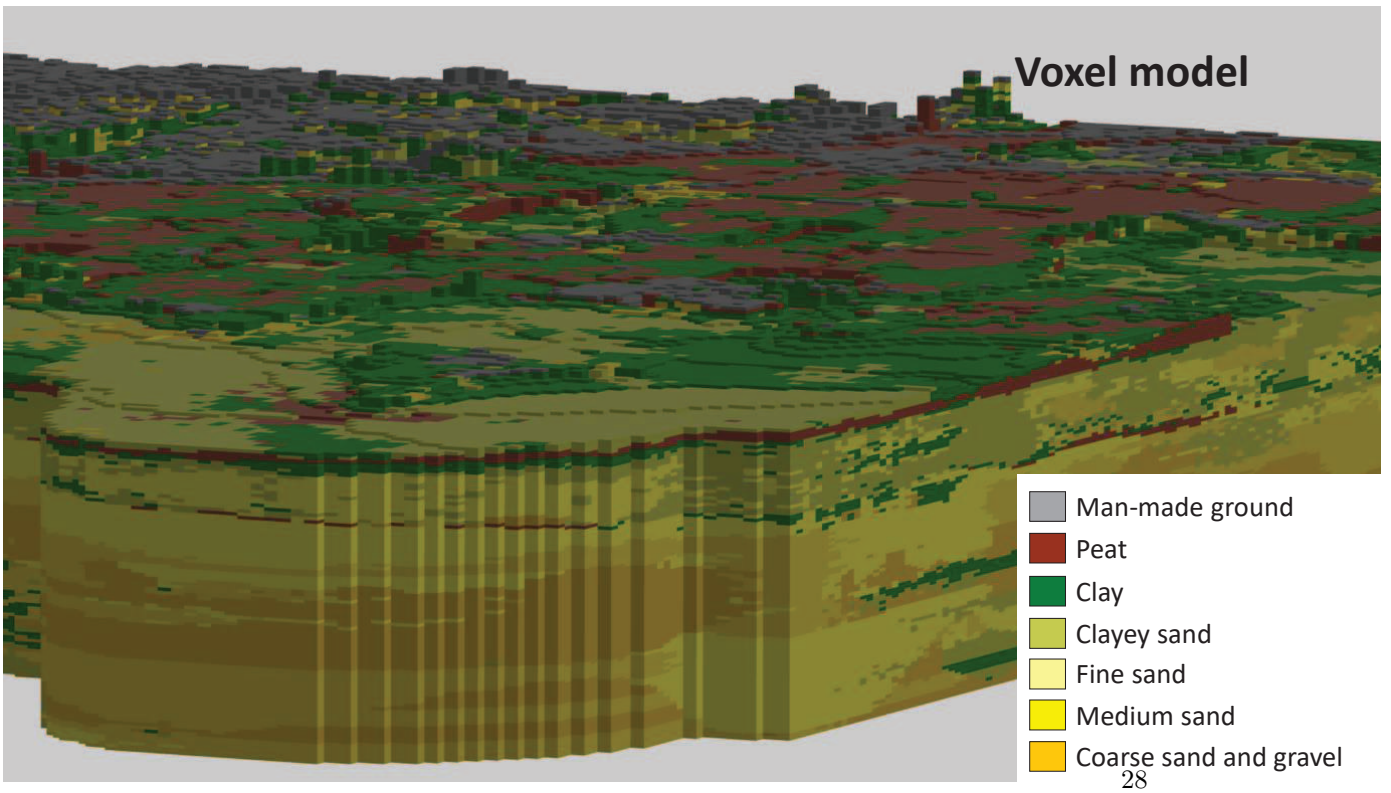 Voxel model
Man-made ground
Peat
Clay
Clayey sand
Fine sand
Medium sand
Coarse sand and gravel
28